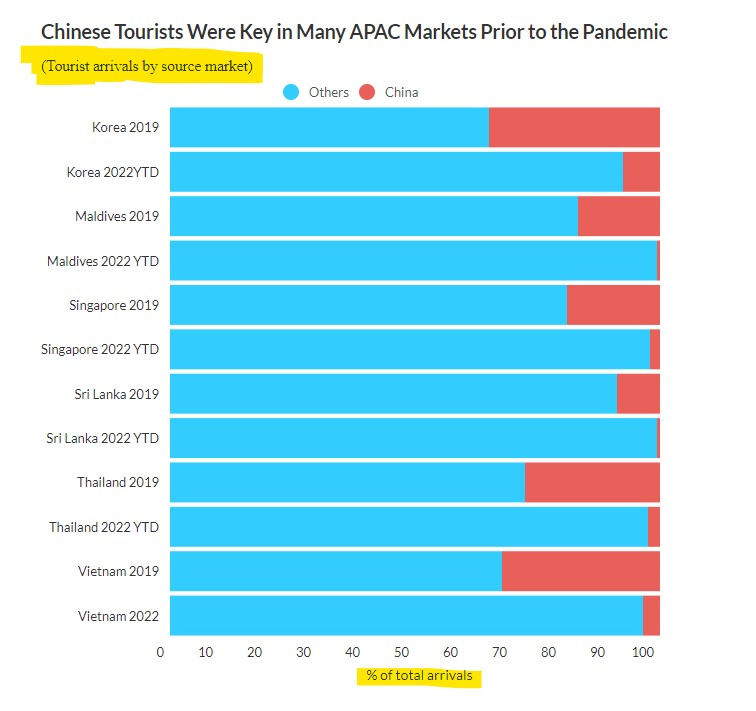 Chinese Tourists Were Key in Many APAC Markets Prior to the Pandemic
(Tourist arrivals by source market)
Others China
Korea 2019
Korea 2022YTD
Maldives 2019
Maldives 2022 YTD
Singapore 2019
Singapore 2022 YTD
Sri Lanka 2019
Sri Lanka 2022 YTD
Thailand 2019
Thailand 2022 YTD
Vietnam 2019
Vietnam 2022
0 10 20 30 40 50 60 70 80 90 100
% of total arrivals